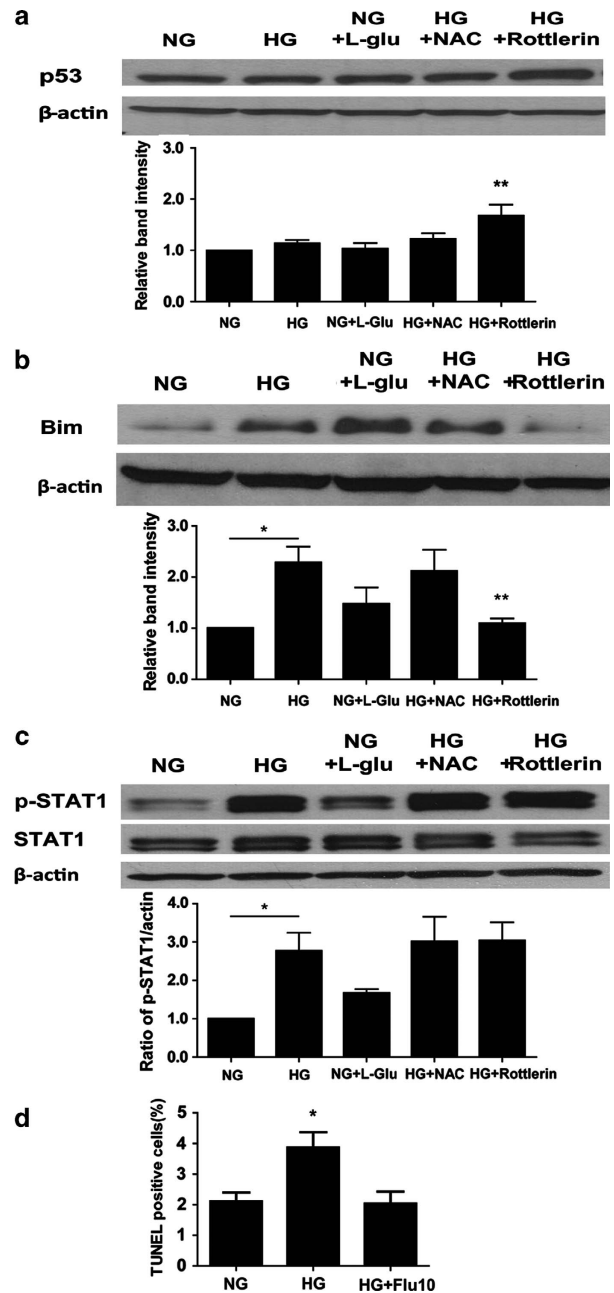 a
NG HG NG +L-glu HG +NAC HG +Rottlerin
p53
β-actin
Relative band intensity
3.0
2.0
1.0
0.0
**
NG HG NG+L-Glu HG+NAC HG+Rottlerin
b
NG HG NG +L-glu HG +NAC HG +Rottlerin
Bim
β-actin
Relative band intensity
3.0
2.0
1.0
0.0
*
**
NG HG NG+L-Glu HG+NAC HG+Rottlerin
c
NG HG NG +L-glu HG +NAC HG +Rottlerin
p-STAT1
STAT1
β-actin
Ratio of p-STAT1/actin
4.0
3.0
2.0
1.0
0.0
*
NG HG NG+L-Glu HG+NAC HG+Rottlerin
d
TUNEL positive cells(%)
5
4
3
2
1
0
*
NG HG HG+Flu10